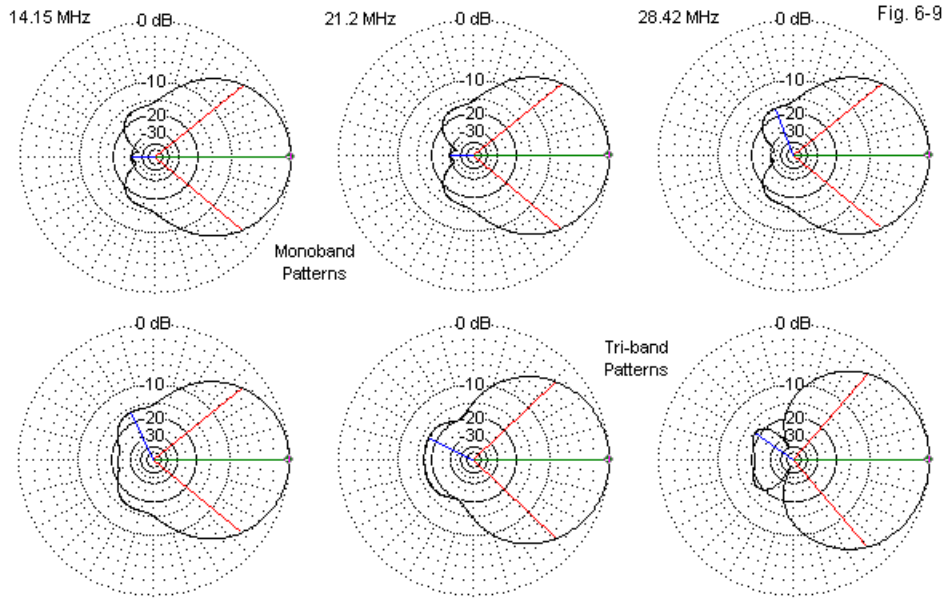 14.15 MHz
0 dB
21.2 MHz
0 dB
28.42 MHz
0 dB
Fig. 6-9
-10
20
30
-10
20
30
-10
20
30
Monoband
Patterns
0 dB
0 dB
Tri-band
Patterns
0 dB
-10
20
30
-10
20
30
-10
20
30